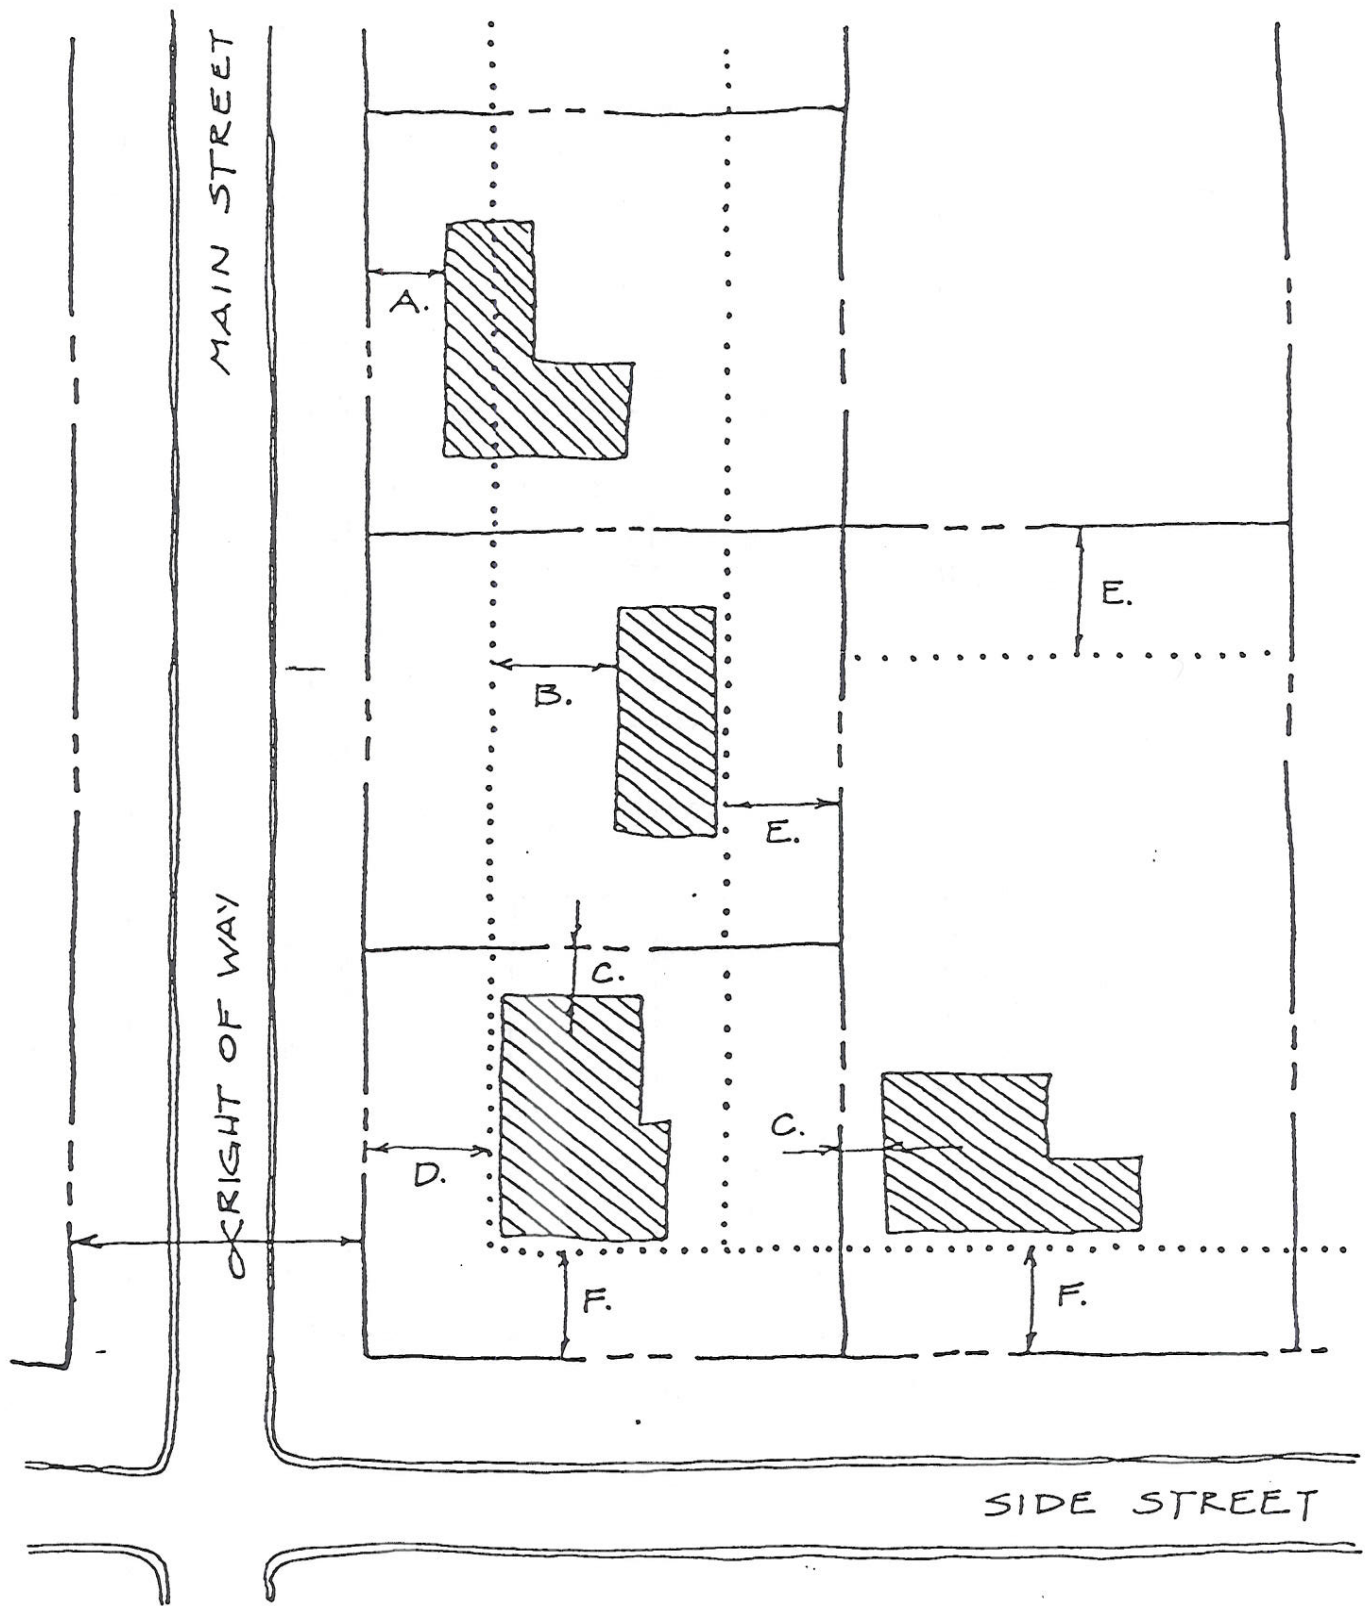 MAIN STREET
A.
E.
B.
E.
C.
RIGHT OF WAY
C.
D.
F.
F.
SIDE STREET